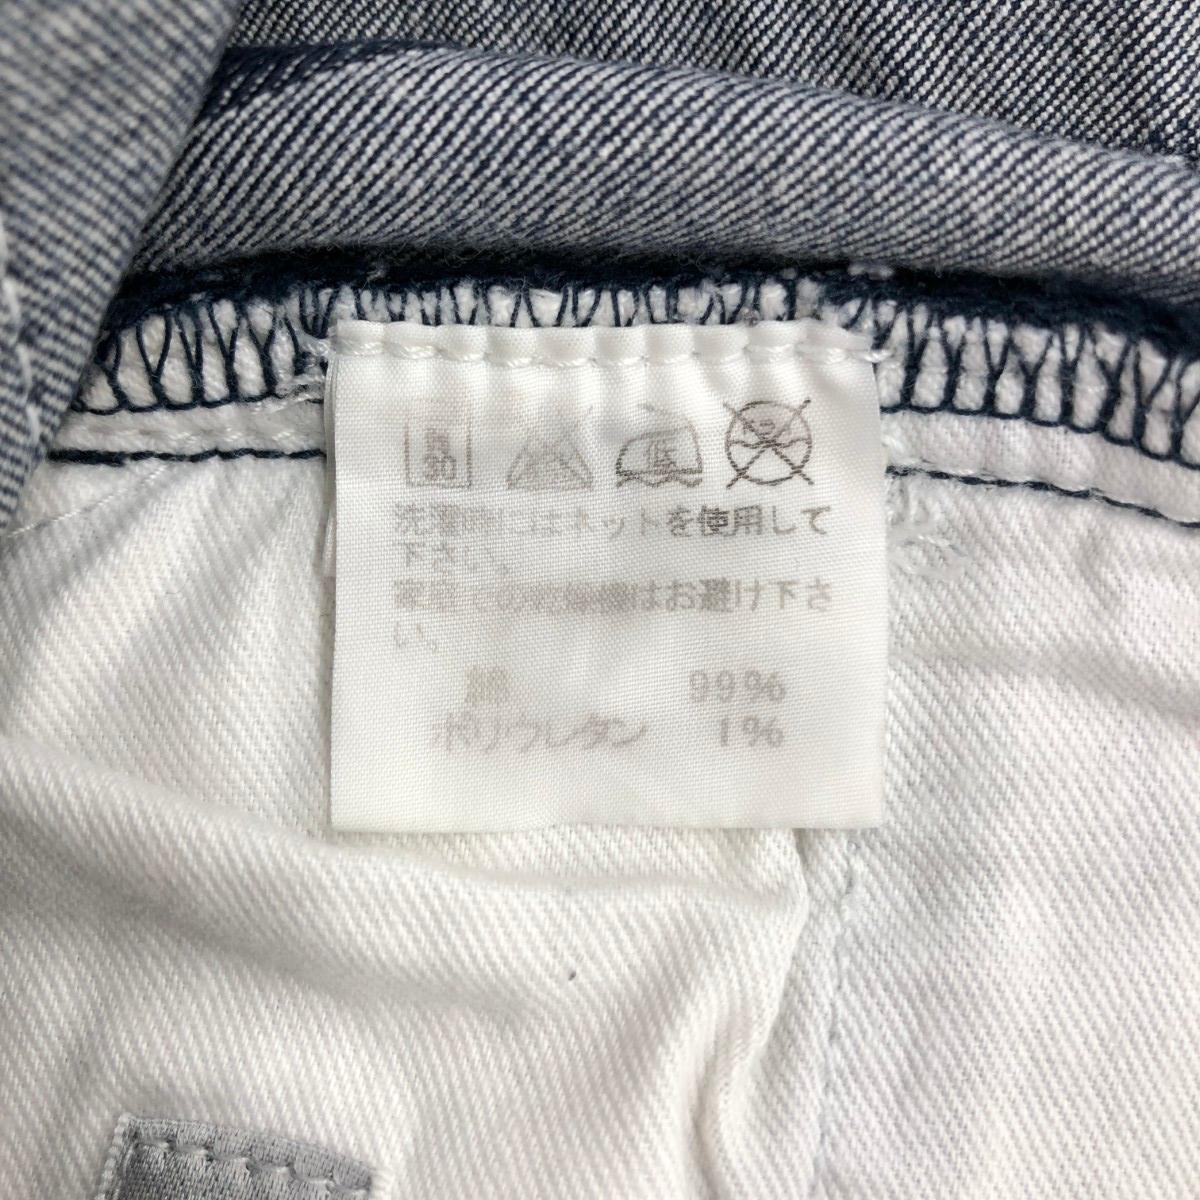 30
洗濯時にはネットを使用して
下さい。
家庭での乾燥機はお避け下さ
い。
綿 99%
ポリウレタン 1%